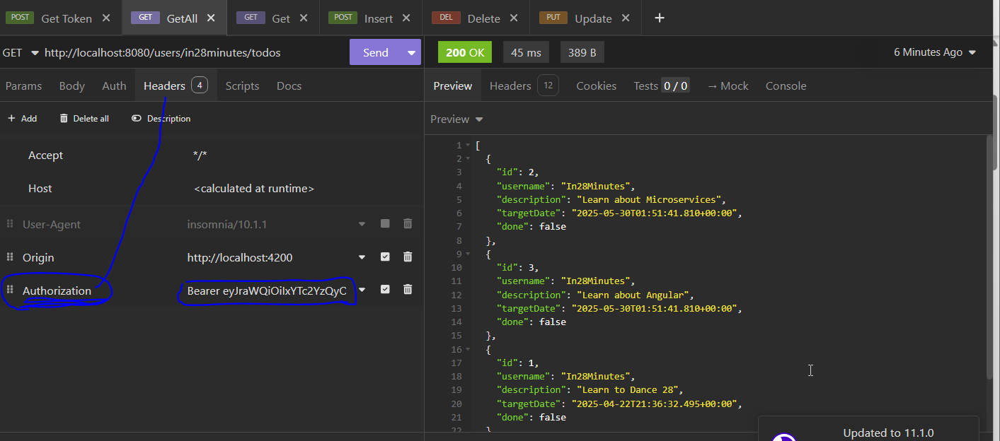 POST Get Token GET GetAll GET Get POST Insert DEL Delete PUT Update
GET http://localhost:8080/users/in28minutes/todos Send
200 OK 45 ms 389 B 6 Minutes Ago
Params Body Auth Headers 4 Scripts Docs
Preview Headers 12 Cookies Tests 0 / 0 → Mock Console
+ Add Delete all Description
Preview
Accept */*
Host <calculated at runtime>
User-Agent insomnia/10.1.1
Origin http://localhost:4200
Authorization Bearer eyJraWQiOiIxYTc2YzQyC
1 [
2 {
3 "id": 2,
4 "username": "In28Minutes",
5 "description": "Learn about Microservices",
6 "targetDate": "2025-05-30T01:51:41.810+00:00",
7 "done": false
8 },
9 {
10 "id": 3,
11 "username": "In28Minutes",
12 "description": "Learn about Angular",
13 "targetDate": "2025-05-30T01:51:41.810+00:00",
14 "done": false
15 },
16 {
17 "id": 1,
18 "username": "In28Minutes",
19 "description": "Learn to Dance 28",
20 "targetDate": "2025-04-22T21:36:32.495+00:00",
21 "done": false
22 }
Updated to 11.1.0